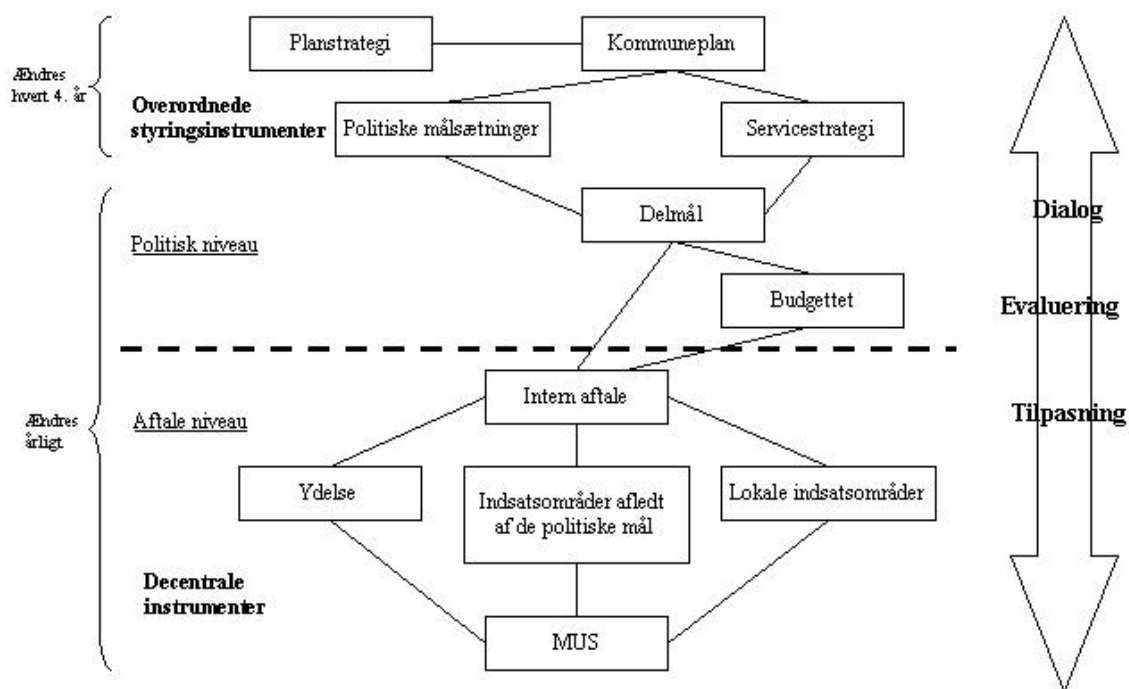 Planstrategi
Kommuneplan
Ændres
hvert 4. år
Overordnede
styringsinstrumenter
Politiske målsætninger
Servicestrategi
Delmål
Dialog
Politisk niveau
Budgettet
Evaluering
Intern aftale
Ændres
årligt
Aftale niveau
Tilpasning
Ydelse
Indsatsområder afledt
af de politiske mål
Lokale indsatsområder
Decentrale
instrumenter
MUS